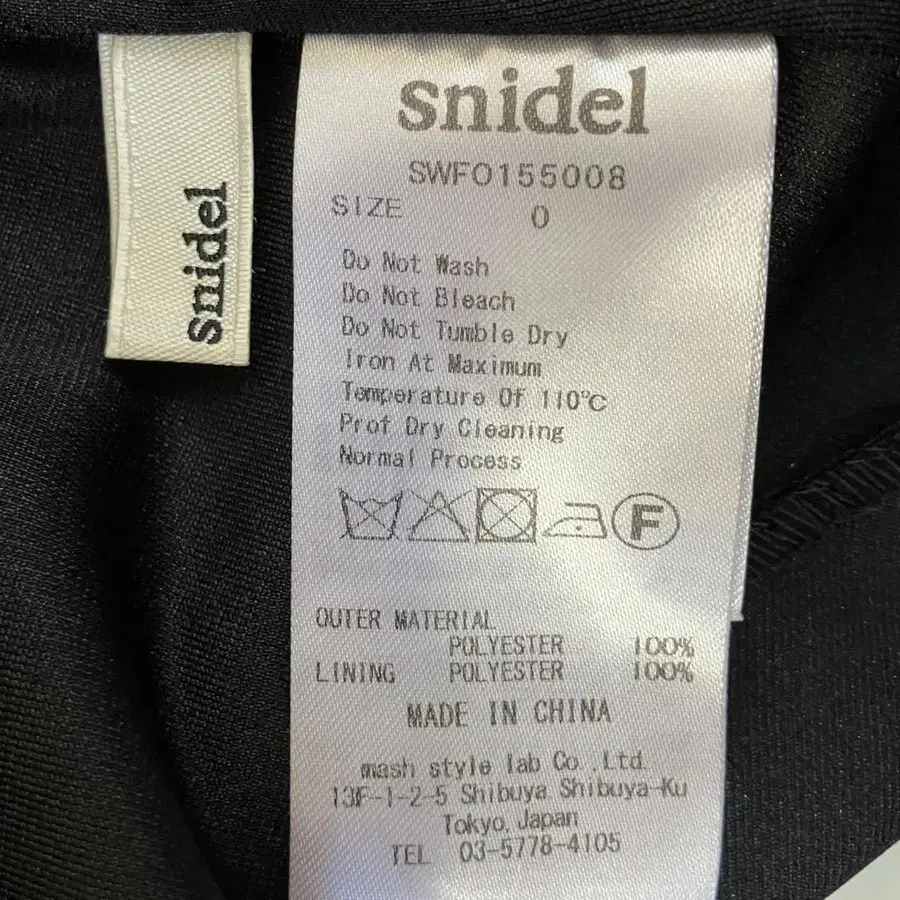 snidel
snidel
SWFO155008
SIZE 0
Do Not Wash
Do Not Bleach
Do Not Tumble Dry
Iron At Maximum
Temperature Of 110℃
Prof Dry Cleaning
Normal Process
F
OUTER MATERIAL
POLYESTER 100%
LINING POLYESTER 100%
MADE IN CHINA
mash style lab Co.,Ltd.
13F-1-2-5 Shibuya Shibuya-Ku
Tokyo, Japan
TEL 03-5778-4105